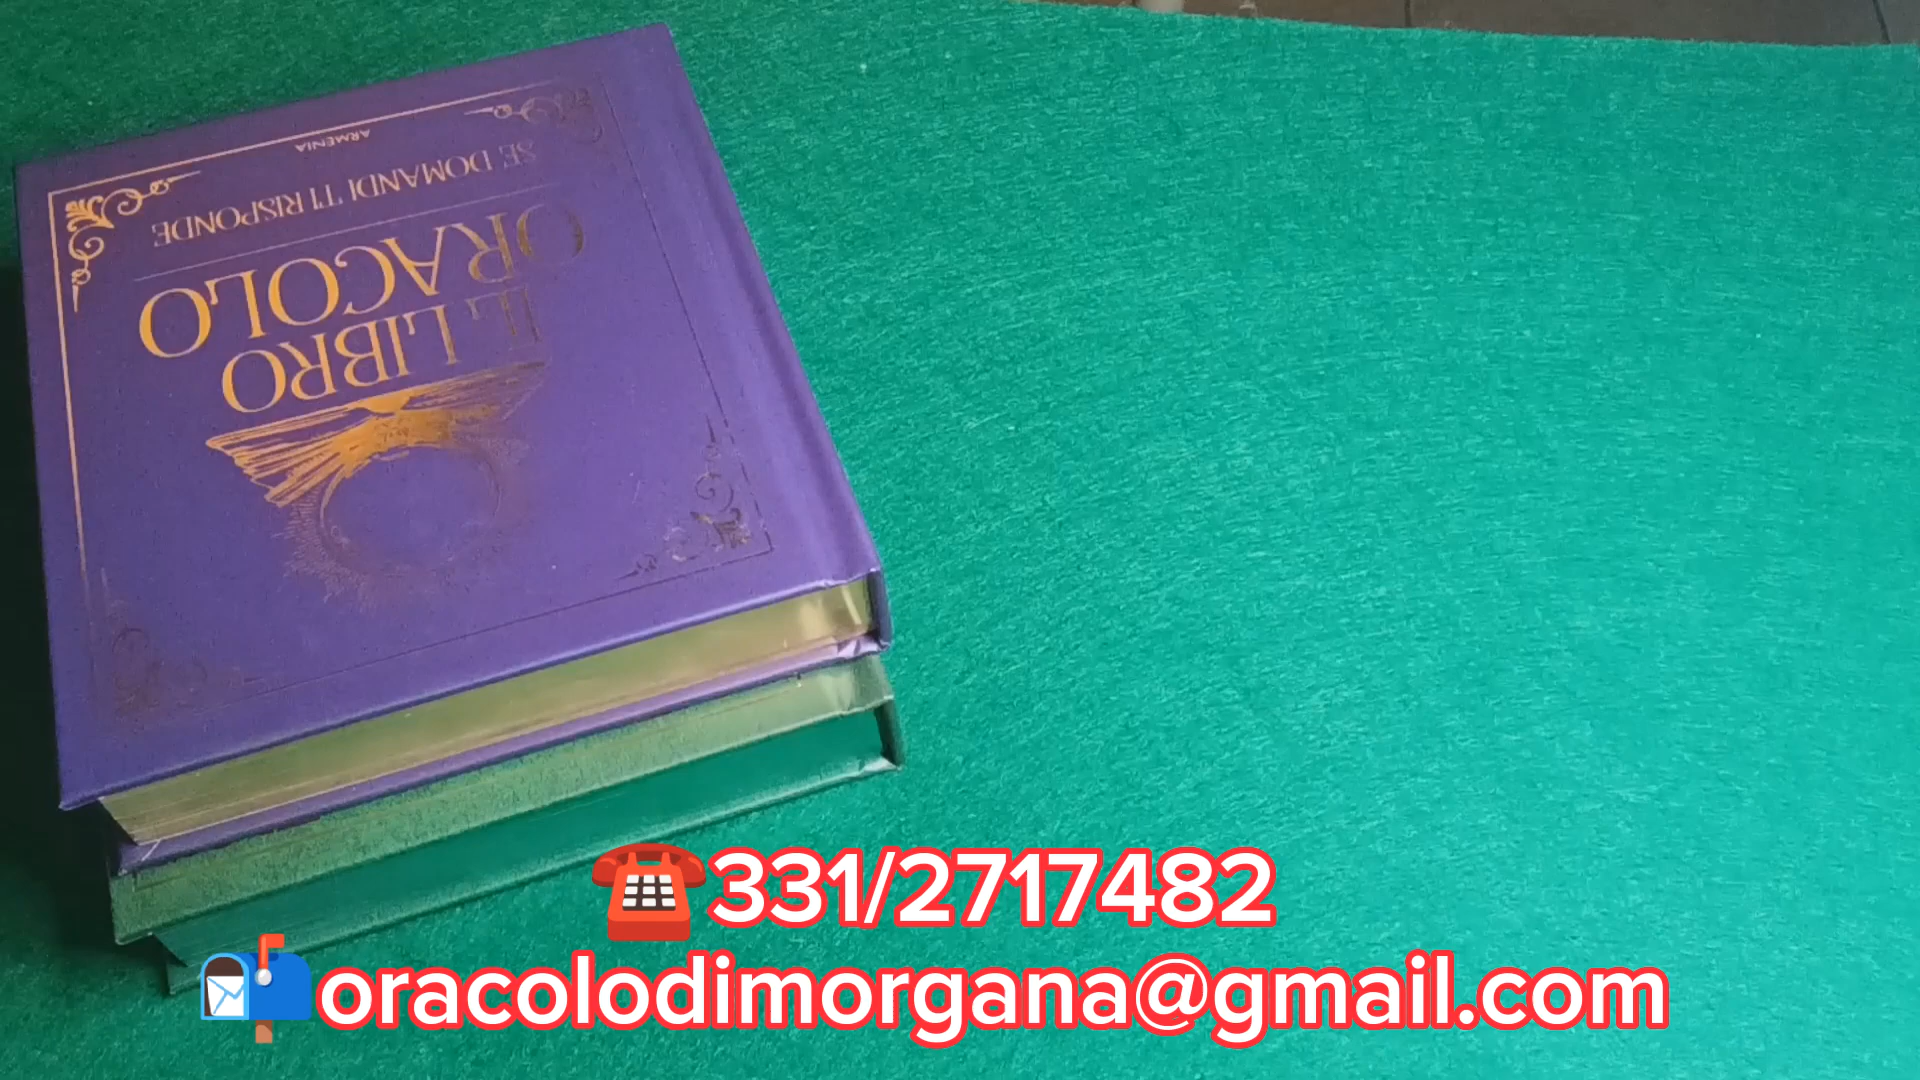 IL LIBRO
ORACOLO
SE DOMANDI TI RISPONDE
ARMENIA
☎️331/2717482
📬oracolodimorgana@gmail.com